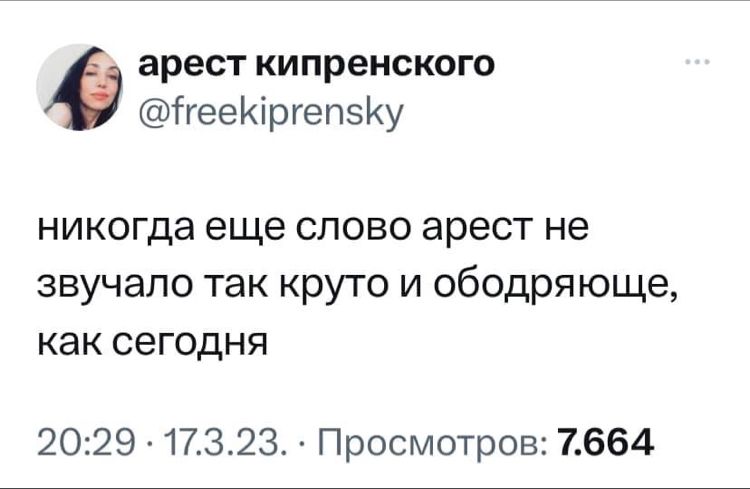 арест кипренского
@freekiprensky
никогда еще слово арест не
звучало так круто и ободряюще,
как сегодня
20:29 · 17.3.23. · Просмотров: 7.664